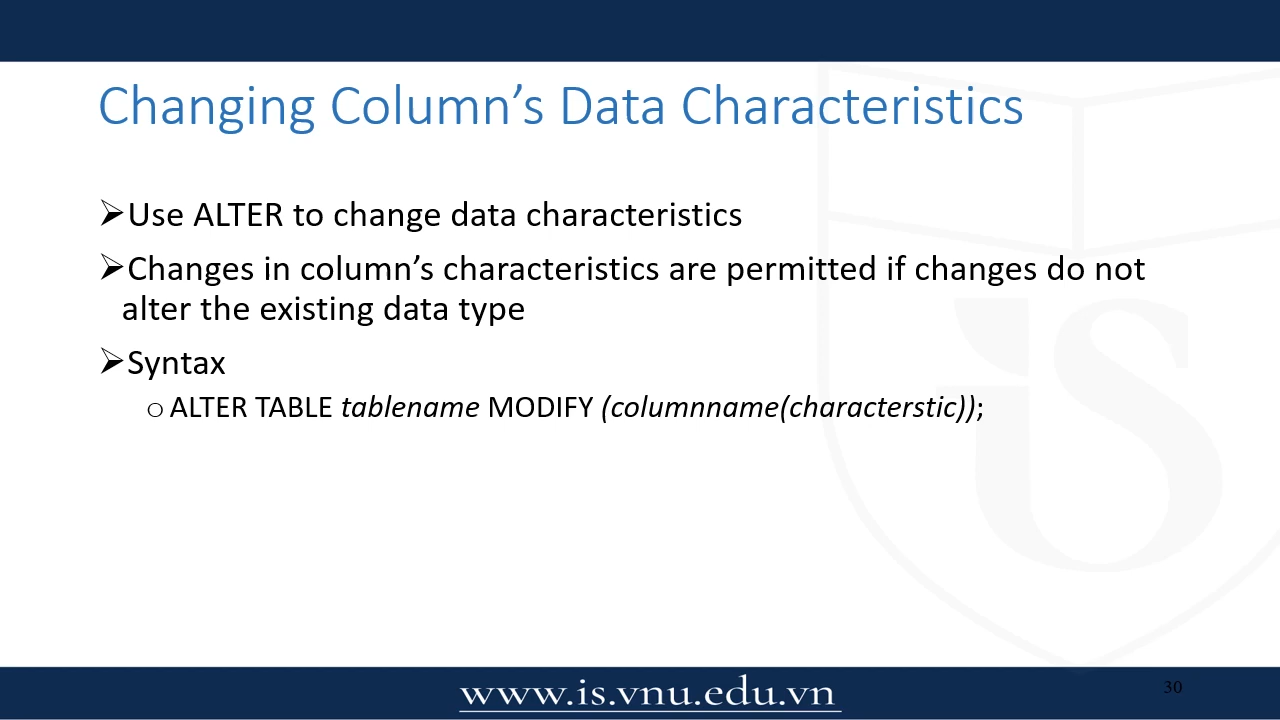 Changing Column’s Data Characteristics
➢Use ALTER to change data characteristics
➢Changes in column’s characteristics are permitted if changes do not
alter the existing data type
➢Syntax
o ALTER TABLE tablename MODIFY (columnname(characterstic));
www.is.vnu.edu.vn
30
iS